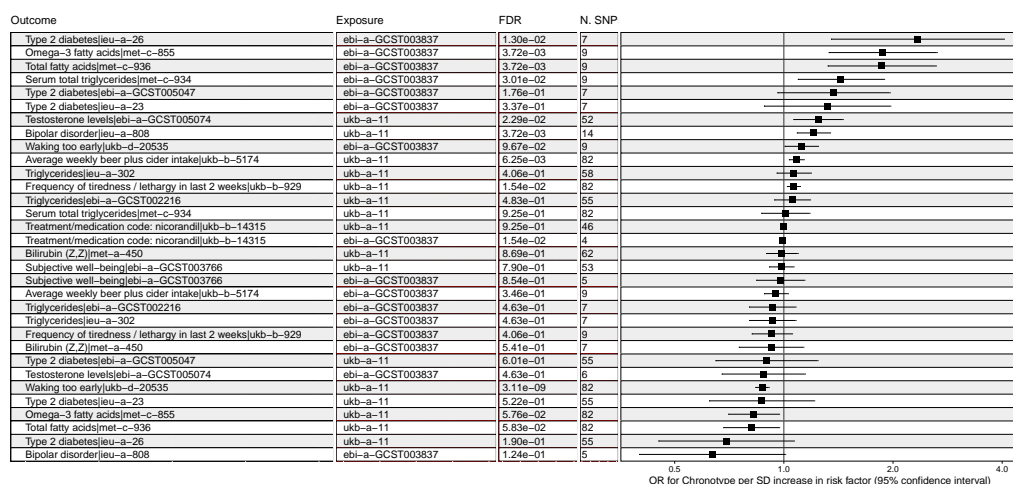 Outcome Exposure FDR N. SNP
Type 2 diabetes|ieu−a−26 ebi−a−GCST003837 1.30e−02 7
Omega−3 fatty acids|met−c−855 ebi−a−GCST003837 3.72e−03 9
Total fatty acids|met−c−936 ebi−a−GCST003837 3.72e−03 9
Serum total triglycerides|met−c−934 ebi−a−GCST003837 3.01e−02 9
Type 2 diabetes|ebi−a−GCST005047 ebi−a−GCST003837 1.76e−01 7
Type 2 diabetes|ieu−a−23 ebi−a−GCST003837 3.37e−01 7
Testosterone levels|ebi−a−GCST005074 ukb−a−11 2.29e−02 52
Bipolar disorder|ieu−a−808 ukb−a−11 3.72e−03 14
Waking too early|ukb−d−20535 ebi−a−GCST003837 9.67e−02 9
Average weekly beer plus cider intake|ukb−b−5174 ukb−a−11 6.25e−03 82
Triglycerides|ieu−a−302 ukb−a−11 4.06e−01 58
Frequency of tiredness / lethargy in last 2 weeks|ukb−b−929 ukb−a−11 1.54e−02 82
Triglycerides|ebi−a−GCST002216 ukb−a−11 4.83e−01 55
Serum total triglycerides|met−c−934 ukb−a−11 9.25e−01 82
Treatment/medication code: nicorandil|ukb−b−14315 ukb−a−11 9.25e−01 46
Treatment/medication code: nicorandil|ukb−b−14315 ebi−a−GCST003837 1.54e−02 4
Bilirubin (Z,Z)|met−a−450 ukb−a−11 8.69e−01 62
Subjective well−being|ebi−a−GCST003766 ukb−a−11 7.90e−01 53
Subjective well−being|ebi−a−GCST003766 ebi−a−GCST003837 8.54e−01 5
Average weekly beer plus cider intake|ukb−b−5174 ebi−a−GCST003837 3.46e−01 9
Triglycerides|ebi−a−GCST002216 ebi−a−GCST003837 4.63e−01 7
Triglycerides|ieu−a−302 ebi−a−GCST003837 4.63e−01 7
Frequency of tiredness / lethargy in last 2 weeks|ukb−b−929 ebi−a−GCST003837 4.06e−01 9
Bilirubin (Z,Z)|met−a−450 ebi−a−GCST003837 5.41e−01 7
Type 2 diabetes|ebi−a−GCST005047 ukb−a−11 6.01e−01 55
Testosterone levels|ebi−a−GCST005074 ebi−a−GCST003837 4.63e−01 6
Waking too early|ukb−d−20535 ukb−a−11 3.11e−09 82
Type 2 diabetes|ieu−a−23 ukb−a−11 5.22e−01 55
Omega−3 fatty acids|met−c−855 ukb−a−11 5.76e−02 82
Total fatty acids|met−c−936 ukb−a−11 5.83e−02 82
Type 2 diabetes|ieu−a−26 ukb−a−11 1.90e−01 55
Bipolar disorder|ieu−a−808 ebi−a−GCST003837 1.24e−01 5
0.5 1.0 2.0 4.0
OR for Chronotype per SD increase in risk factor (95% confidence interval)